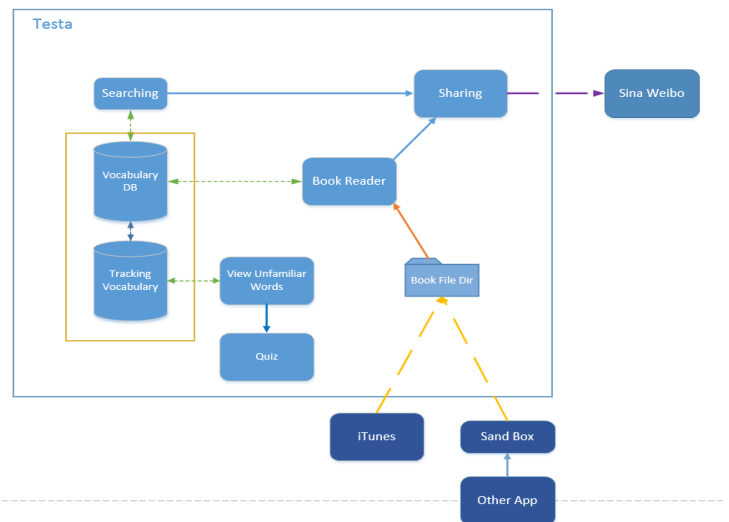 Testa
Searching
Sharing
Sina Weibo
Vocabulary
DB
Book Reader
Tracking
Vocabulary
View Unfamiliar
Words
Book File Dir
Quiz
iTunes
Sand Box
Other App